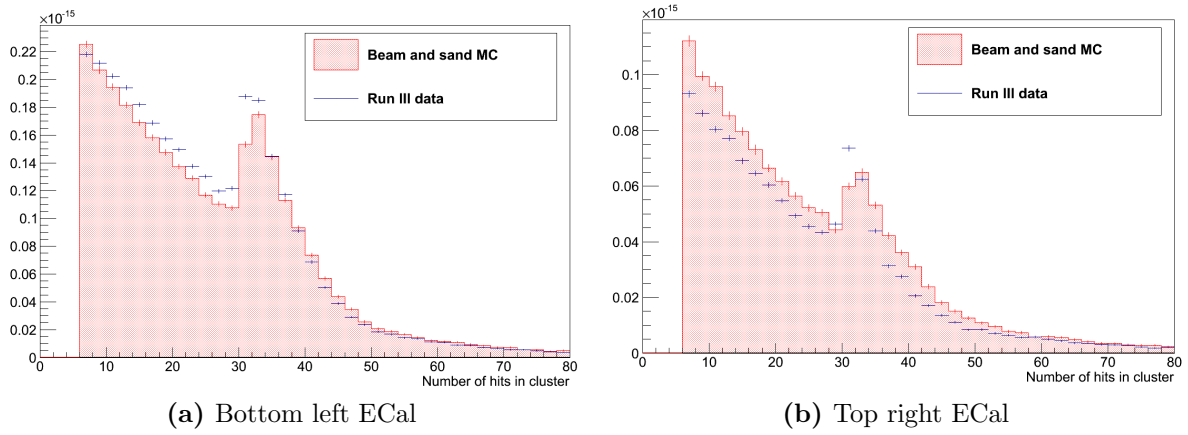 ×10⁻¹⁵
0.22
0.2
0.18
0.16
0.14
0.12
0.1
0.08
0.06
0.04
0.02
0
0 10 20 30 40 50 60 70 80
Number of hits in cluster
Beam and sand MC
Run III data
(a) Bottom left ECal
×10⁻¹⁵
0.1
0.08
0.06
0.04
0.02
0
0 10 20 30 40 50 60 70 80
Number of hits in cluster
Beam and sand MC
Run III data
(b) Top right ECal